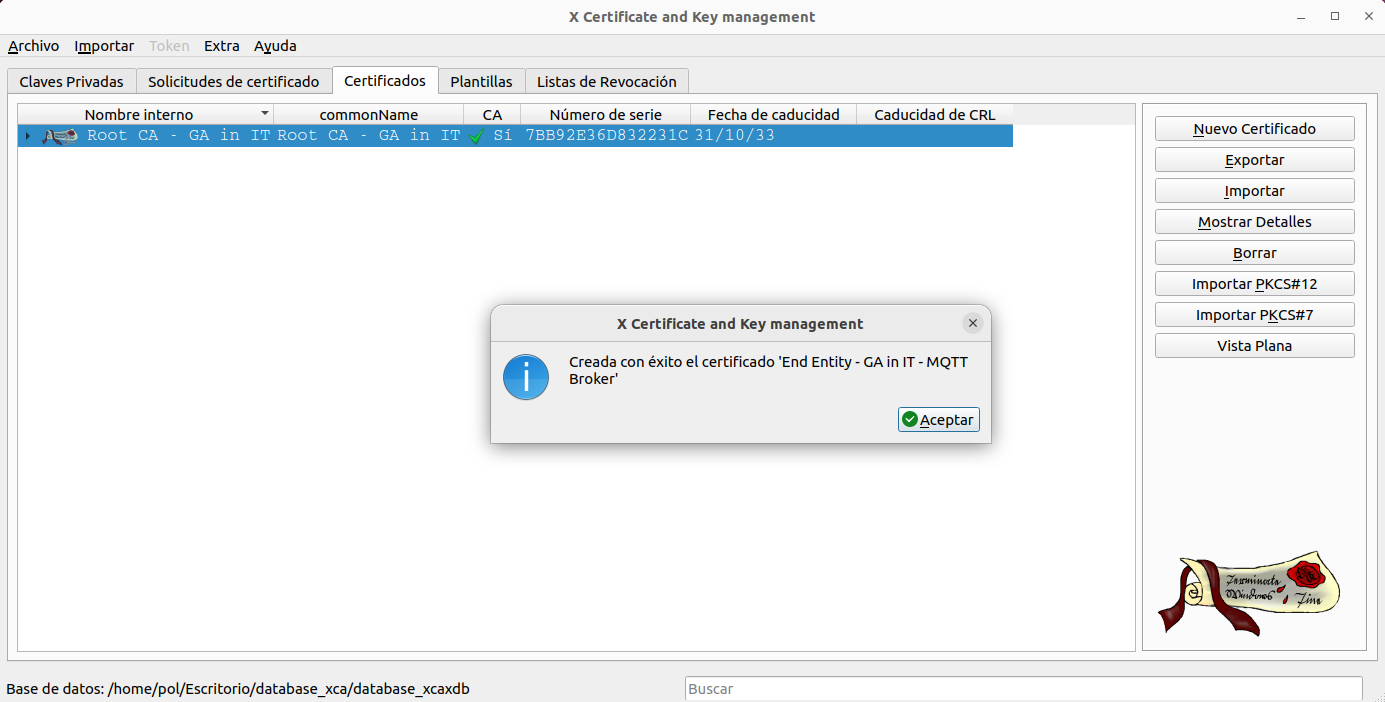 X Certificate and Key management
Archivo Importar Token Extra Ayuda
Claves Privadas Solicitudes de certificado Certificados Plantillas Listas de Revocación
Nombre interno commonName CA Número de serie Fecha de caducidad Caducidad de CRL
Root CA - GA in IT Root CA - GA in IT Sí 7BB92E36D832231C 31/10/33
Nuevo Certificado
Exportar
Importar
Mostrar Detalles
Borrar
Importar PKCS#12
Importar PKCS#7
Vista Plana
X Certificate and Key management
Creada con éxito el certificado 'End Entity - GA in IT - MQTT
Broker'
Aceptar
Terminate
Windows
Time
Base de datos: /home/pol/Escritorio/database_xca/database_xcaxdb
Buscar